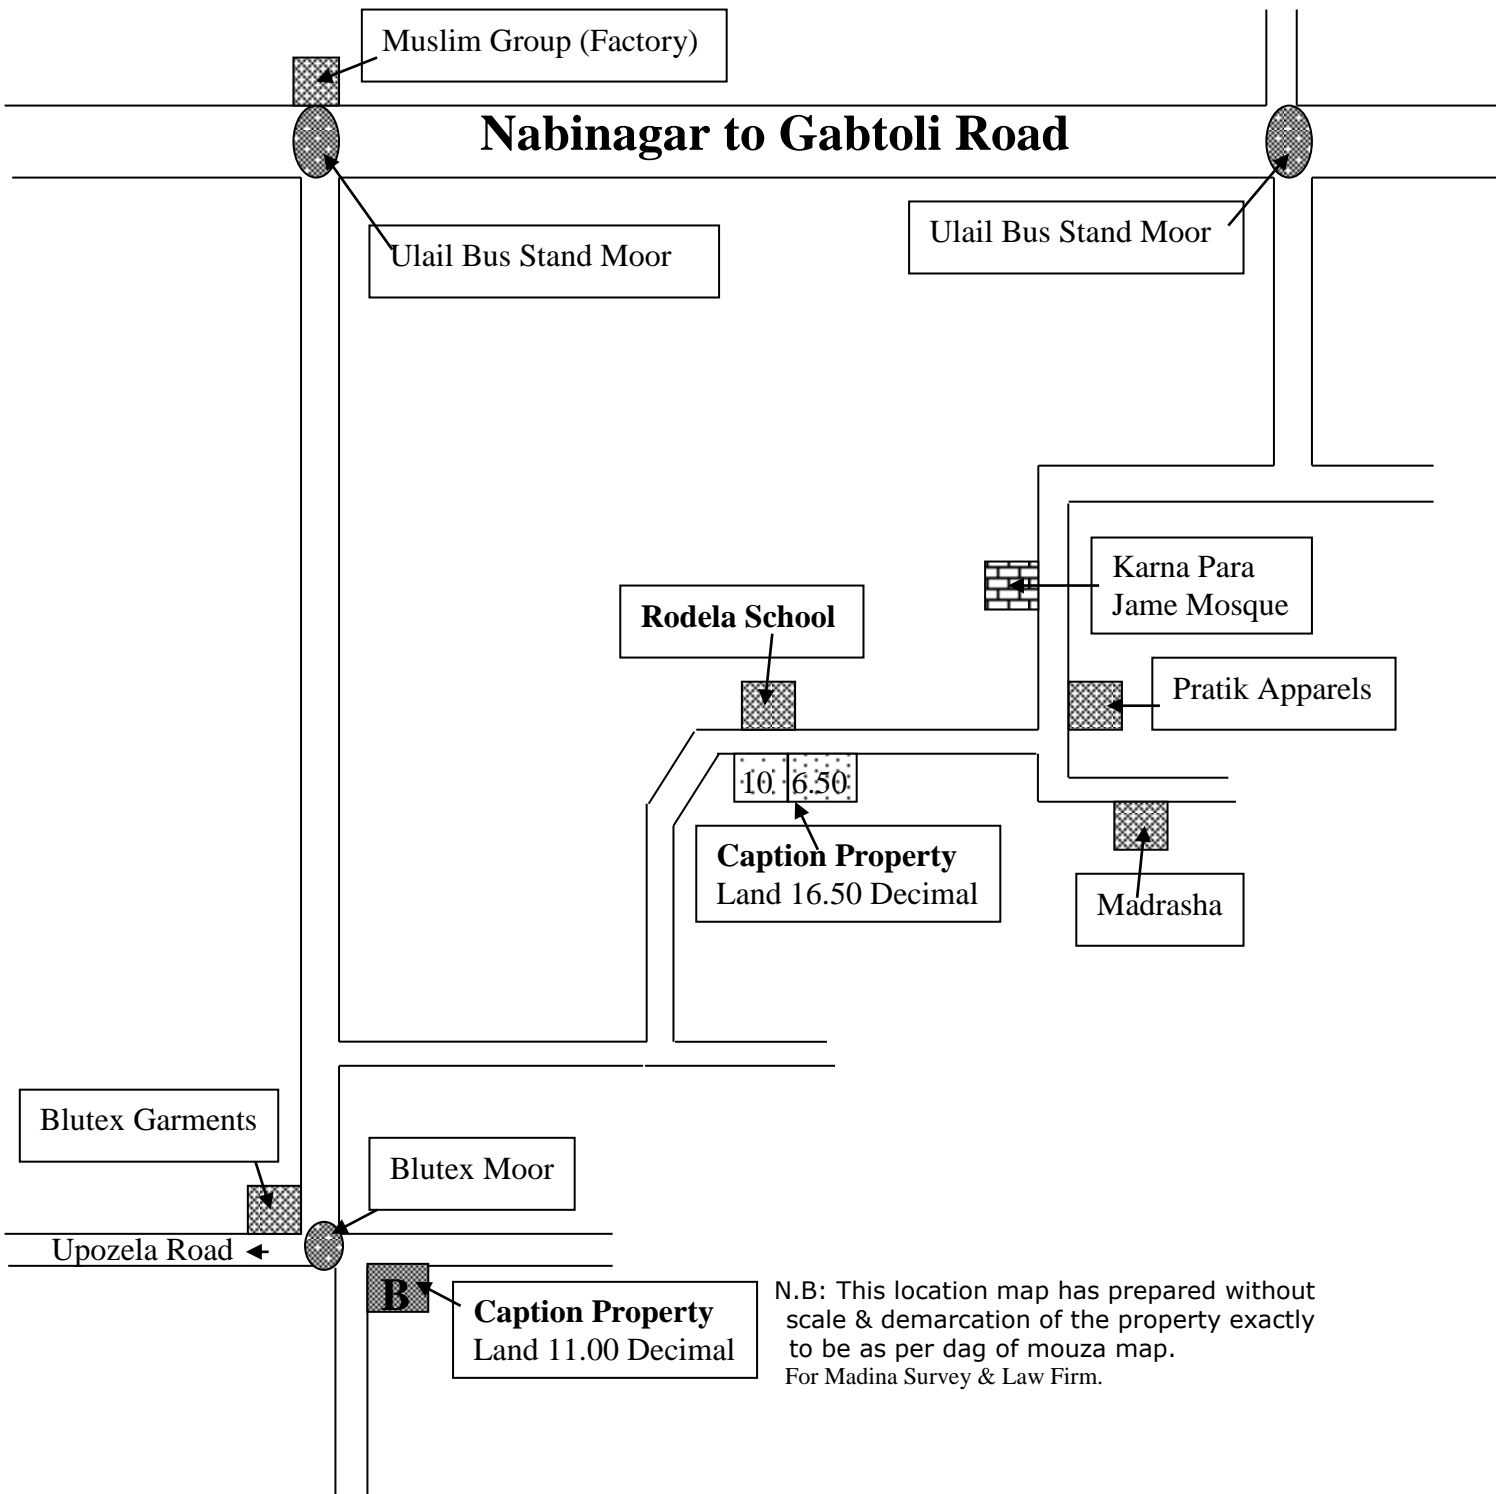 Muslim Group (Factory)
Nabinagar to Gabtoli Road
Ulail Bus Stand Moor
Ulail Bus Stand Moor
Karna Para
Jame Mosque
Rodela School
Pratik Apparels
10 6.50
Caption Property
Land 16.50 Decimal
Madrasha
Blutex Garments
Blutex Moor
Upozela Road
B
Caption Property
Land 11.00 Decimal
N.B: This location map has prepared without
scale & demarcation of the property exactly
to be as per dag of mouza map.
For Madina Survey & Law Firm.